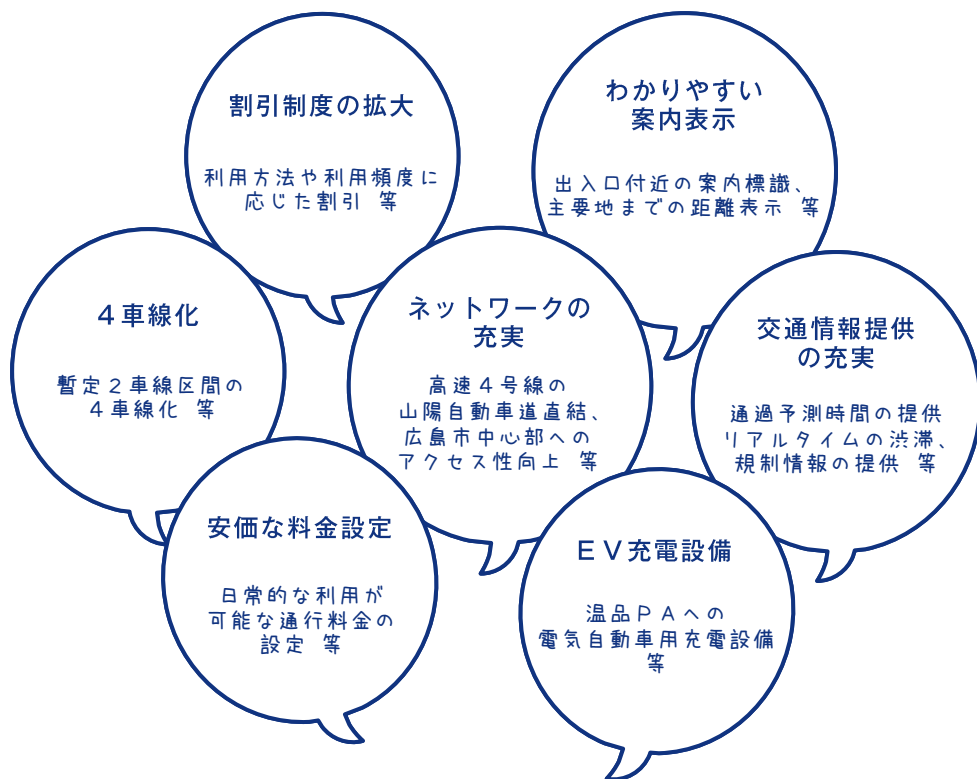 割引制度の拡大
利用方法や利用頻度に
応じた割引 等
わかりやすい
案内表示
出入口付近の案内標識、
主要地までの距離表示 等
４車線化
暫定２車線区間の
４車線化 等
ネットワークの
充実
高速４号線の
山陽自動車道直結、
広島市中心部への
アクセス性向上 等
交通情報提供
の充実
通過予測時間の提供
リアルタイムの渋滞、
規制情報の提供 等
安価な料金設定
日常的な利用が
可能な通行料金の
設定 等
ＥＶ充電設備
温品ＰＡへの
電気自動車用充電設備
等